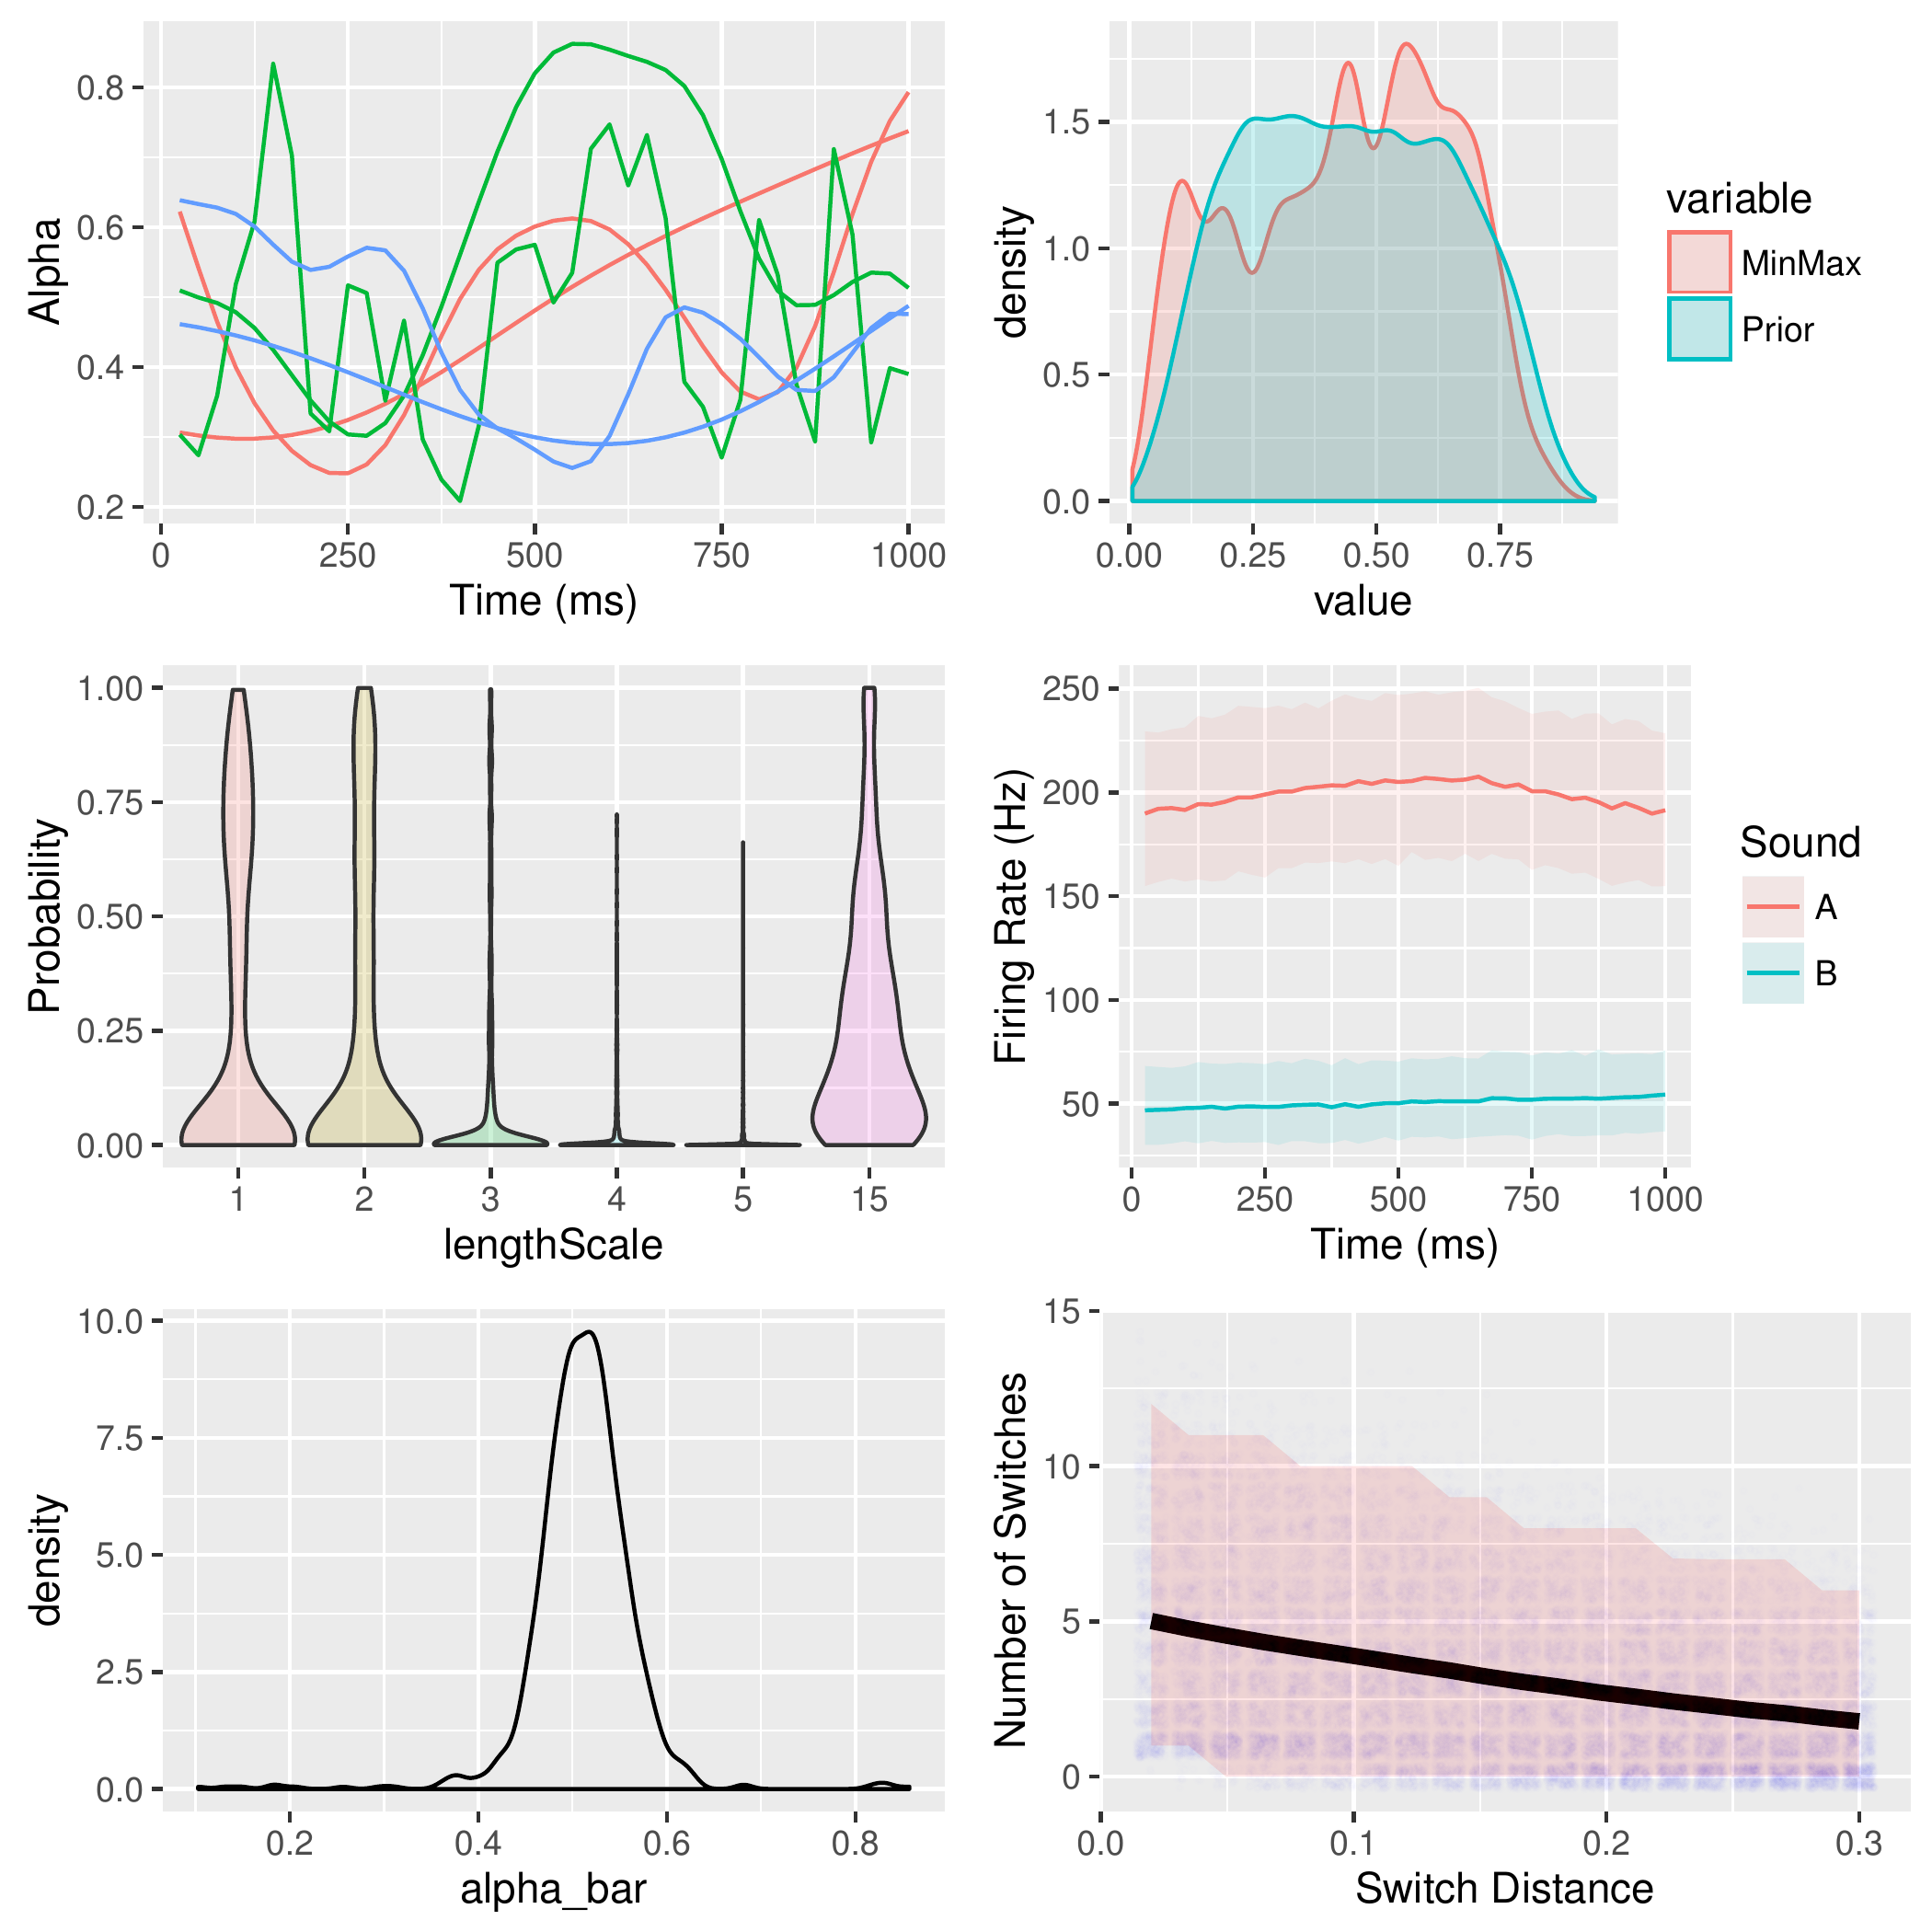 Alpha
0.8
0.6
0.4
0.2
0 250 500 750 1000
Time (ms)
density
1.5
1.0
0.5
0.0
0.00 0.25 0.50 0.75
value
variable
MinMax
Prior
Probability
1.00
0.75
0.50
0.25
0.00
1 2 3 4 5 15
lengthScale
Firing Rate (Hz)
250
200
150
100
50
0 250 500 750 1000
Time (ms)
Sound
A
B
density
10.0
7.5
5.0
2.5
0.0
0.2 0.4 0.6 0.8
alpha_bar
Number of Switches
15
10
5
0
0.0 0.1 0.2 0.3
Switch Distance